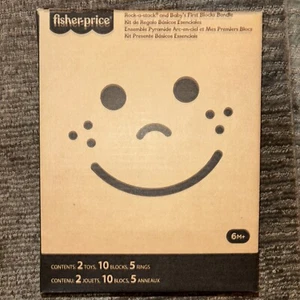 fisher-price
Rock-a-stack® and Baby's First Blocks Bundle
Kit de Regalo Básicos Esenciales
Ensemble Pyramide Arc-en-ciel et Mes Premiers Blocs
Kit Presente Básicos Essenciais
6M+
CONTENTS: 2 TOYS, 10 BLOCKS, 5 RINGS
CONTENU : 2 JOUETS, 10 BLOCS, 5 ANNEAUX